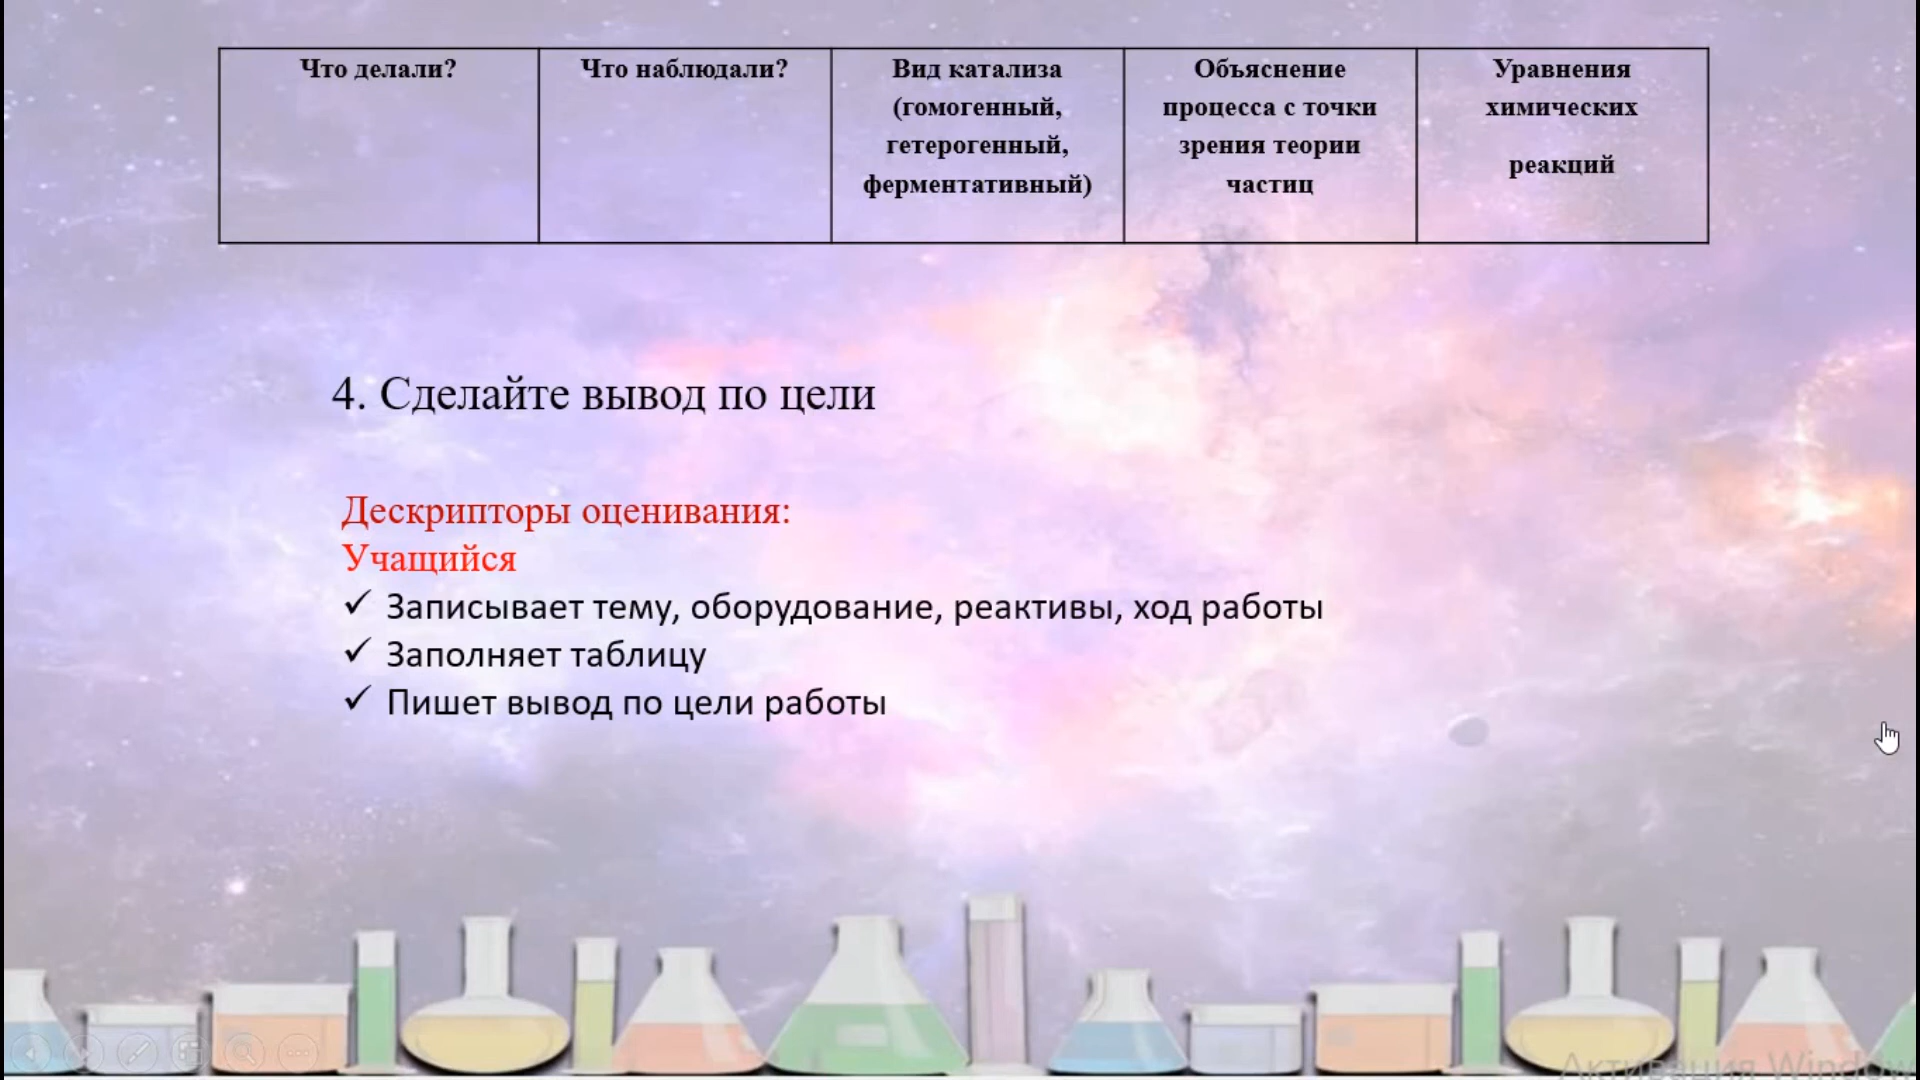 Что делали?
Что наблюдали?
Вид катализа
(гомогенный,
гетерогенный,
ферментативный)
Объяснение
процесса с точки
зрения теории
частиц
Уравнения
химических
реакций
4. Сделайте вывод по цели
Дескрипторы оценивания:
Учащийся
✓ Записывает тему, оборудование, реактивы, ход работы
✓ Заполняет таблицу
✓ Пишет вывод по цели работы
Активация Window